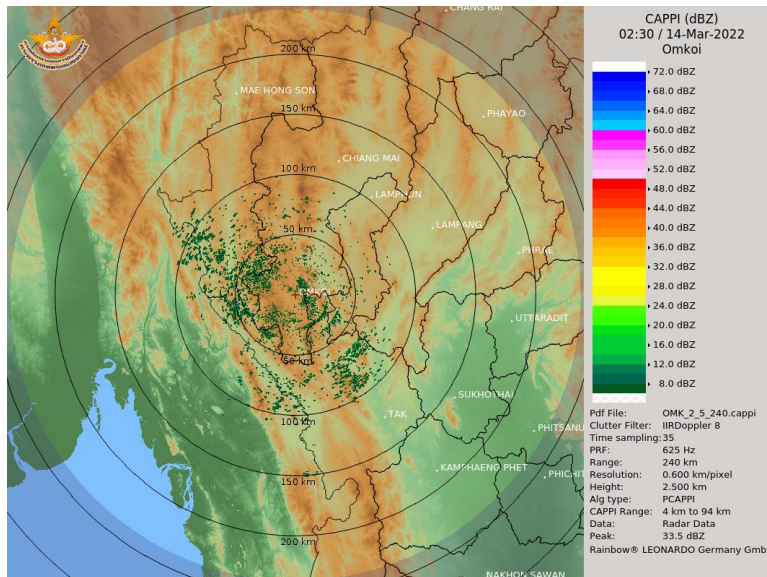 CHANG RAI
200 km
MAE HONG SON
150 km
PHAYAO
CHIANG MAI
100 km
LAMPHUN
LAMPANG
50 km
PHRAE
OMKOI
UTTARADIT
50 km
SUKHOTHAI
TAK
100 km
PHITSANU
KAMPHAENG PHET
PHICHIT
150 km
200 km
NAKHON SAWAN
CAPPI (dBZ)
02:30 / 14-Mar-2022
Omkoi
72.0 dBZ
68.0 dBZ
64.0 dBZ
60.0 dBZ
56.0 dBZ
52.0 dBZ
48.0 dBZ
44.0 dBZ
40.0 dBZ
36.0 dBZ
32.0 dBZ
28.0 dBZ
24.0 dBZ
20.0 dBZ
16.0 dBZ
12.0 dBZ
8.0 dBZ
Pdf File: OMK_2_5_240.cappi
Clutter Filter: IIRDoppler 8
Time sampling:35
PRF: 625 Hz
Range: 240 km
Resolution: 0.600 km/pixel
Height: 2.500 km
Alg type: PCAPPI
CAPPI Range: 4 km to 94 km
Data: Radar Data
Peak: 33.5 dBZ
Rainbow® LEONARDO Germany Gmb